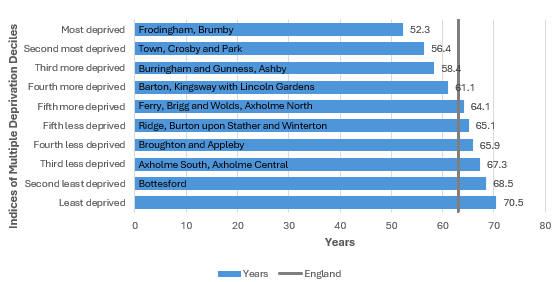 Indices of Multiple Deprivation Deciles
Most deprived Frodingham, Brumby 52.3
Second most deprived Town, Crosby and Park 56.4
Third more deprived Burringham and Gunness, Ashby 58.4
Fourth more deprived Barton, Kingsway with Lincoln Gardens 61.1
Fifth more deprived Ferry, Brigg and Wolds, Axholme North 64.1
Fifth less deprived Ridge, Burton upon Stather and Winterton 65.1
Fourth less deprived Broughton and Appleby 65.9
Third less deprived Axholme South, Axholme Central 67.3
Second least deprived Bottesford 68.5
Least deprived 70.5
0 10 20 30 40 50 60 70 80
Years
Years England